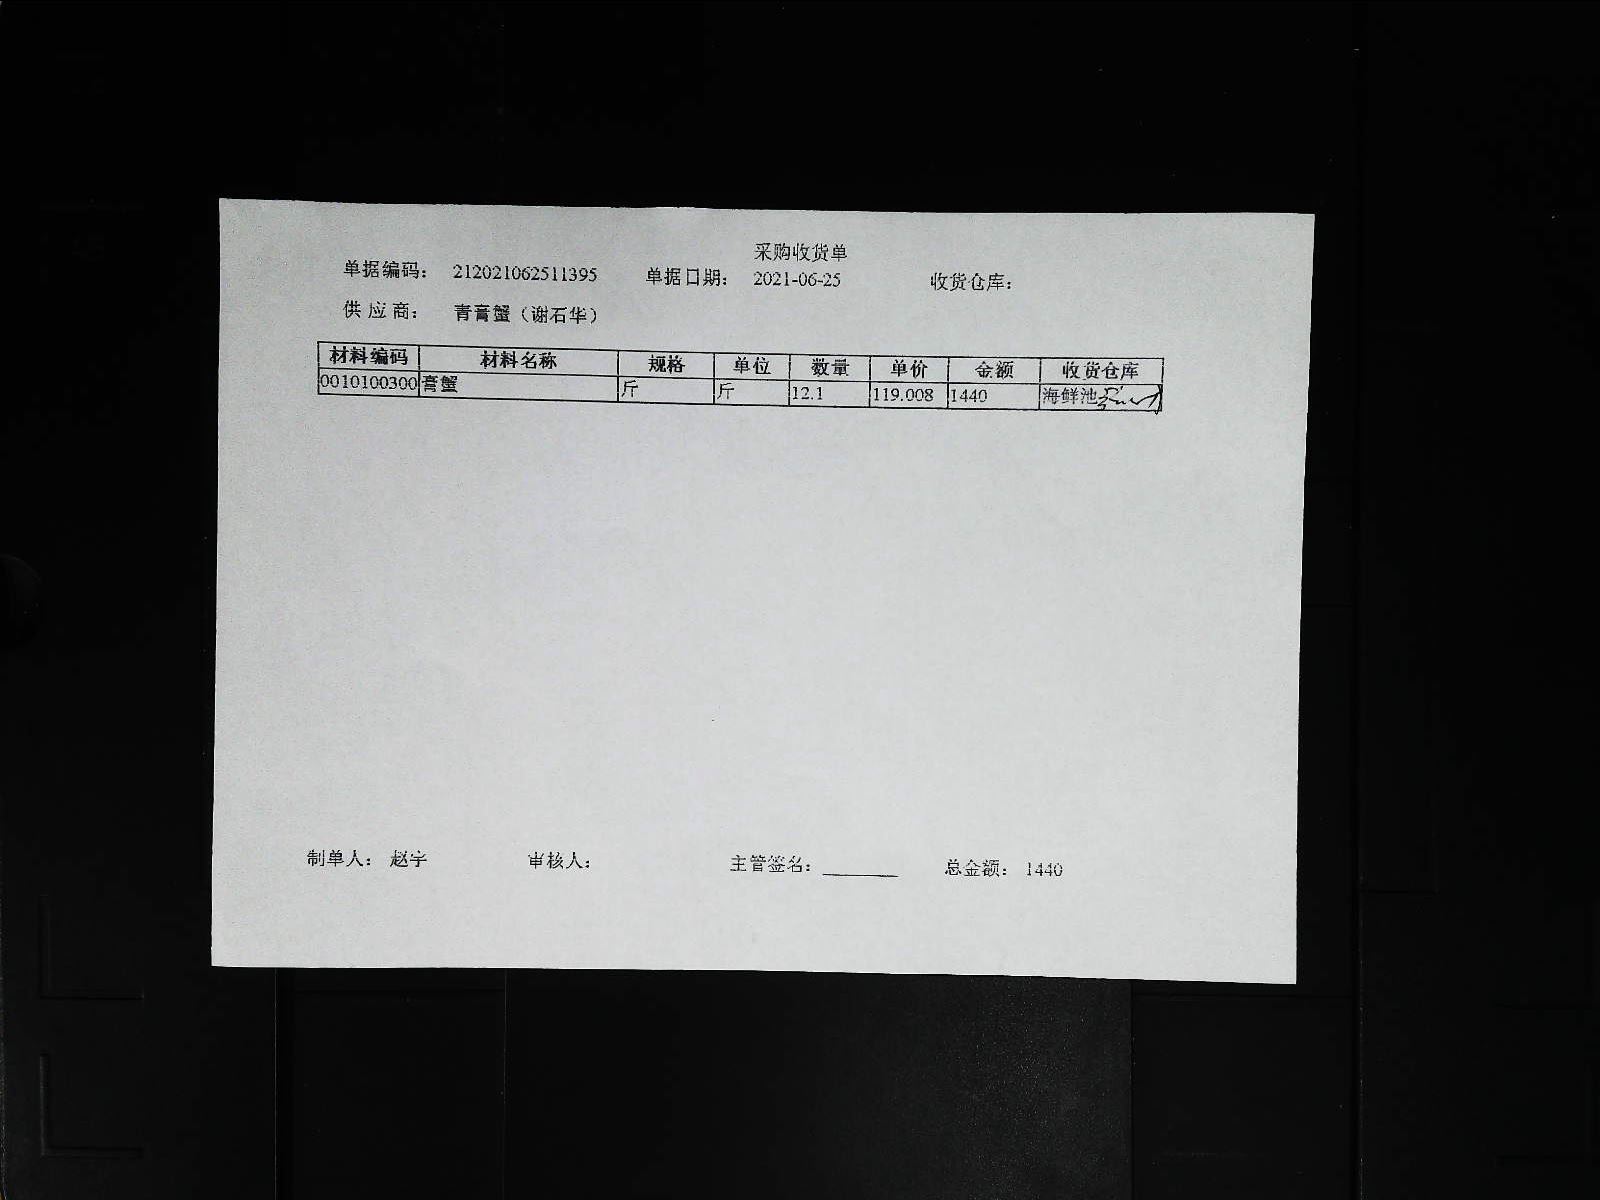 采购收货单
单据编码： 212021062511395 单据日期： 2021-06-25 收货仓库：
供 应 商： 青膏蟹（谢石华）
材料编码 材料名称 规格 单位 数量 单价 金额 收货仓库
0010100300 膏蟹 斤 斤 12.1 119.008 1440 海鲜池
制单人： 赵宇 审核人： 主管签名： 总金额： 1440